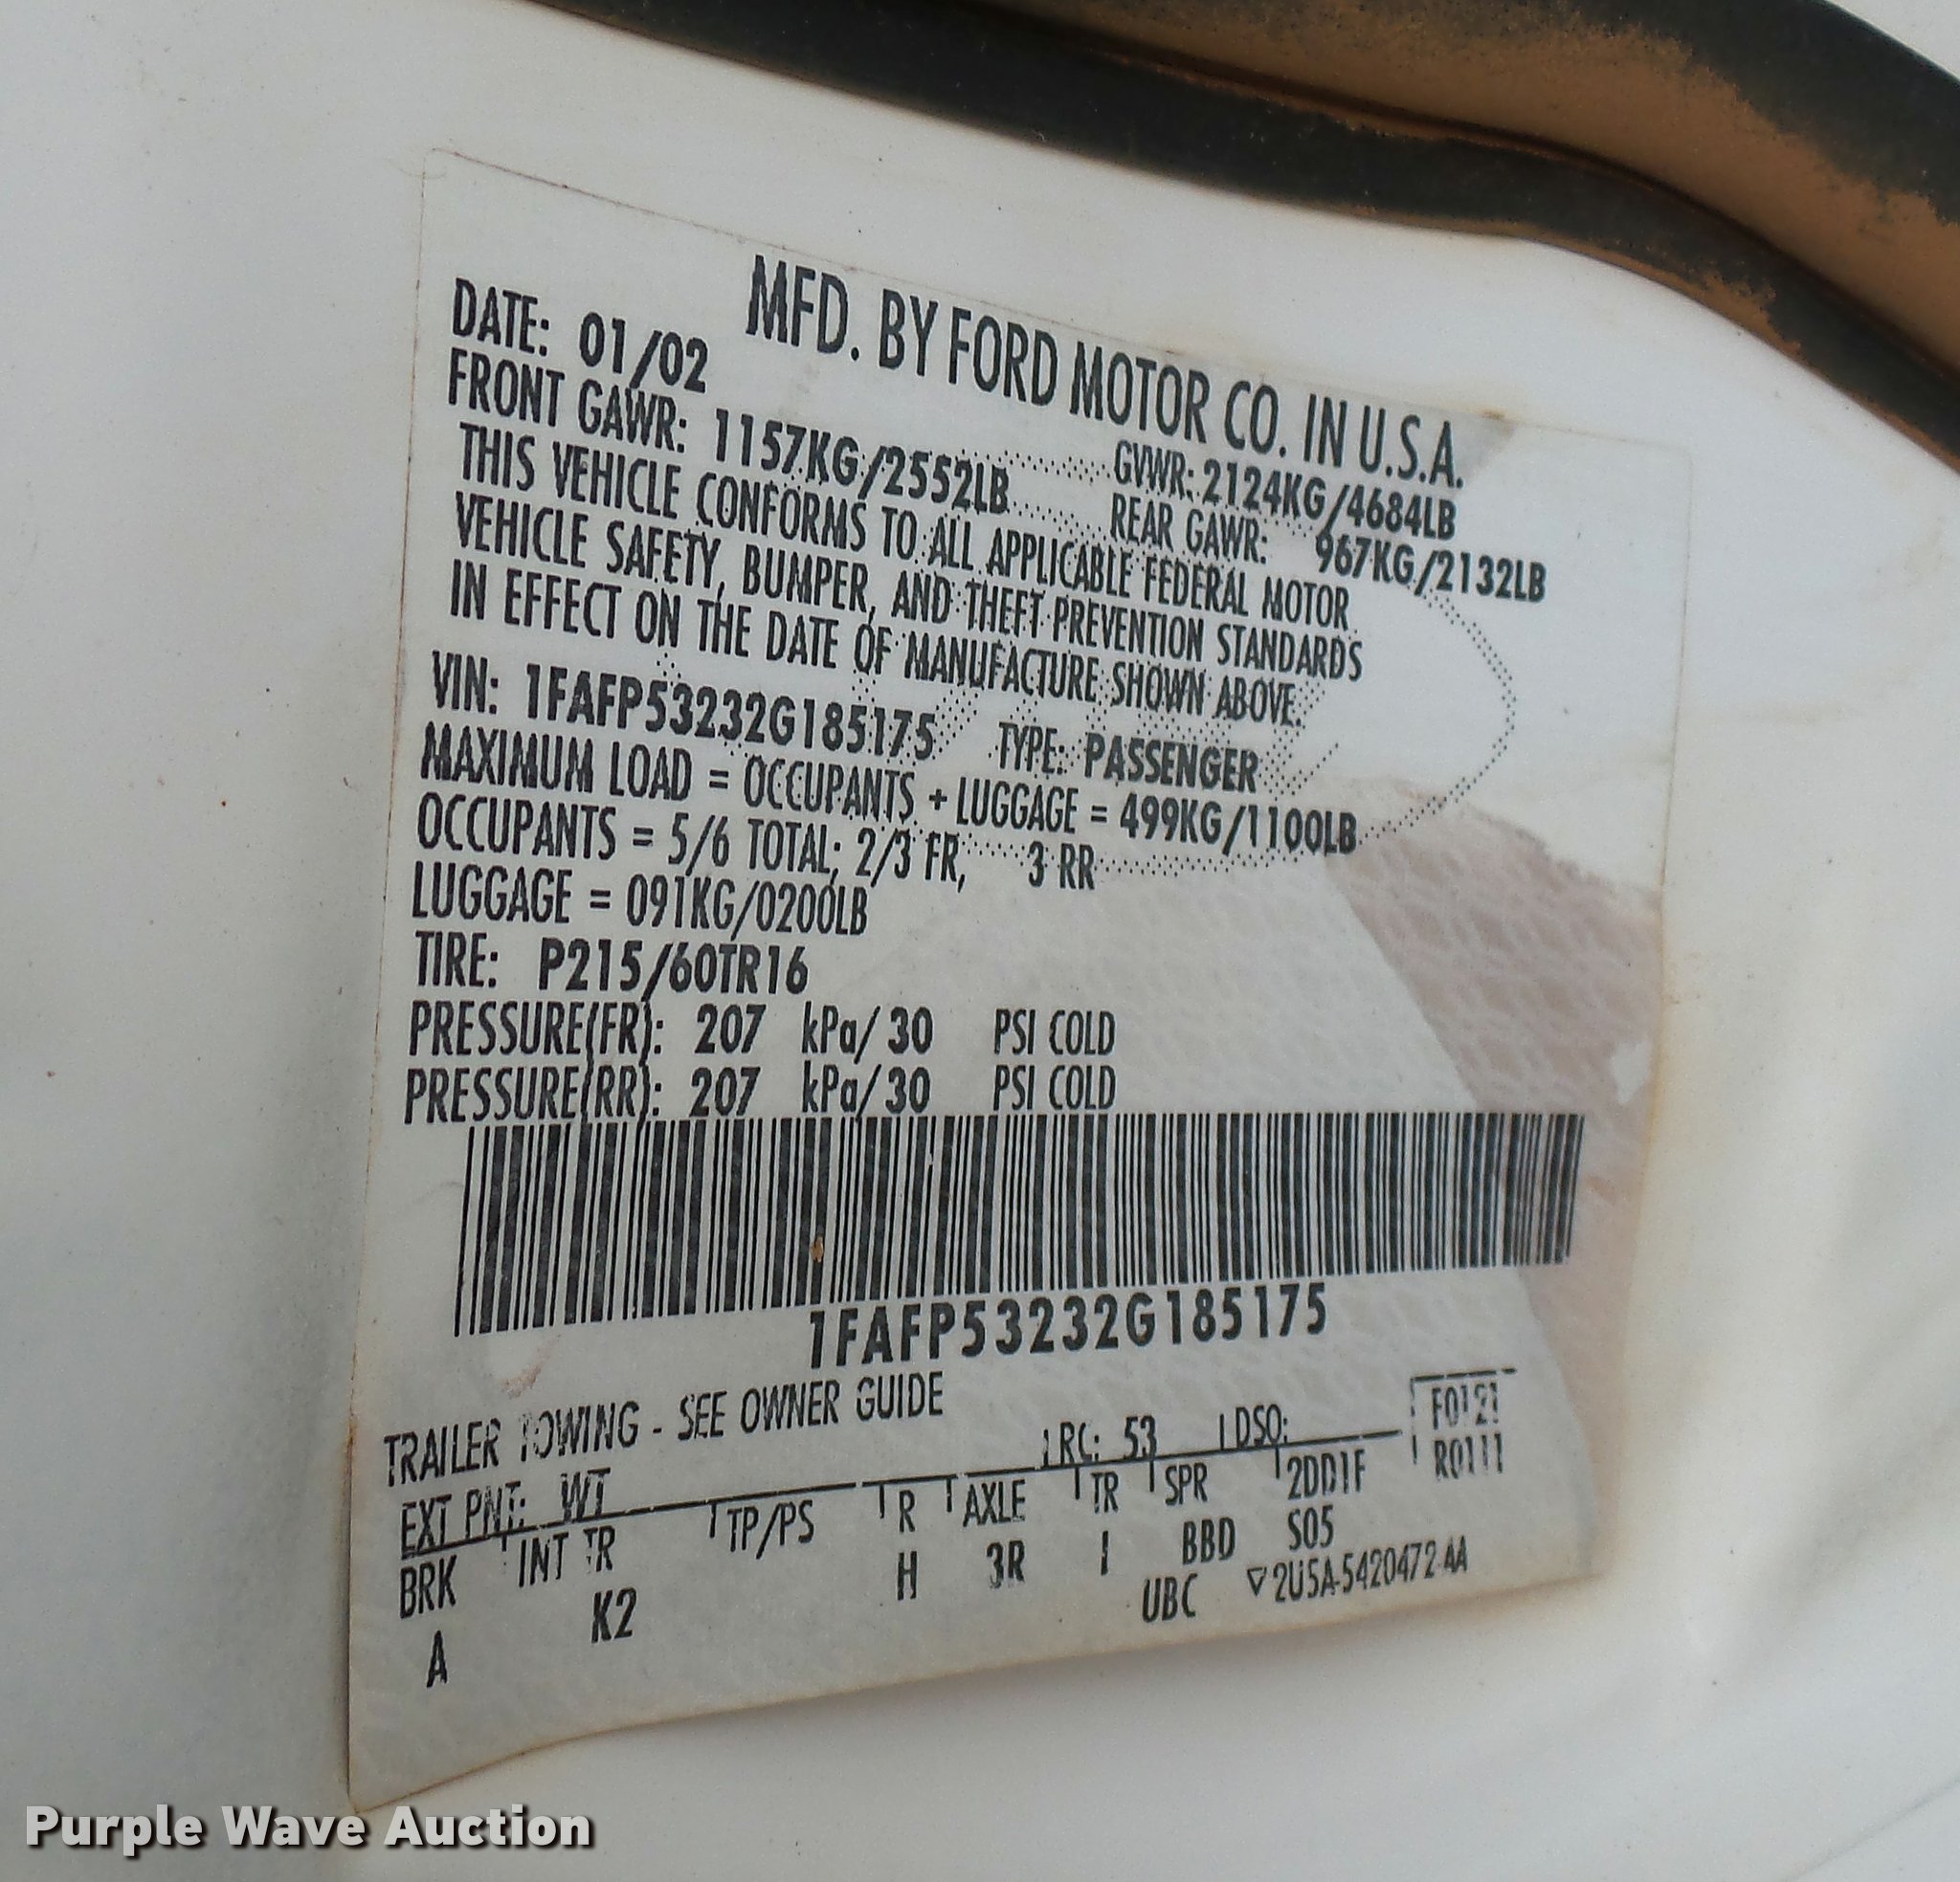 MFD. BY FORD MOTOR CO. IN U.S.A.
DATE: 01/02 GVWR: 2124KG/4684LB
FRONT GAWR: 1157KG/2552LB REAR GAWR: 967KG/2132LB
THIS VEHICLE CONFORMS TO ALL APPLICABLE FEDERAL MOTOR
VEHICLE SAFETY, BUMPER, AND THEFT PREVENTION STANDARDS
IN EFFECT ON THE DATE OF MANUFACTURE SHOWN ABOVE.
VIN: 1FAFP53232G185175 TYPE: PASSENGER
MAXIMUM LOAD = OCCUPANTS + LUGGAGE = 499KG/1100LB
OCCUPANTS = 5/6 TOTAL; 2/3 FR, 3 RR
LUGGAGE = 091KG/0200LB
TIRE: P215/60TR16
PRESSURE(FR): 207 kPa/ 30 PSI COLD
PRESSURE(RR): 207 kPa/ 30 PSI COLD
1FAFP53232G185175
TRAILER TOWING - SEE OWNER GUIDE
F0121
EXT PNT: WT RC: 53 DSO: R0111
BRK INT TR TP/PS R AXLE TR SPR 2DD1F
A K2 H 3R I BBD S05
UBC ▽2U5A-5420472-AA
Purple Wave Auction